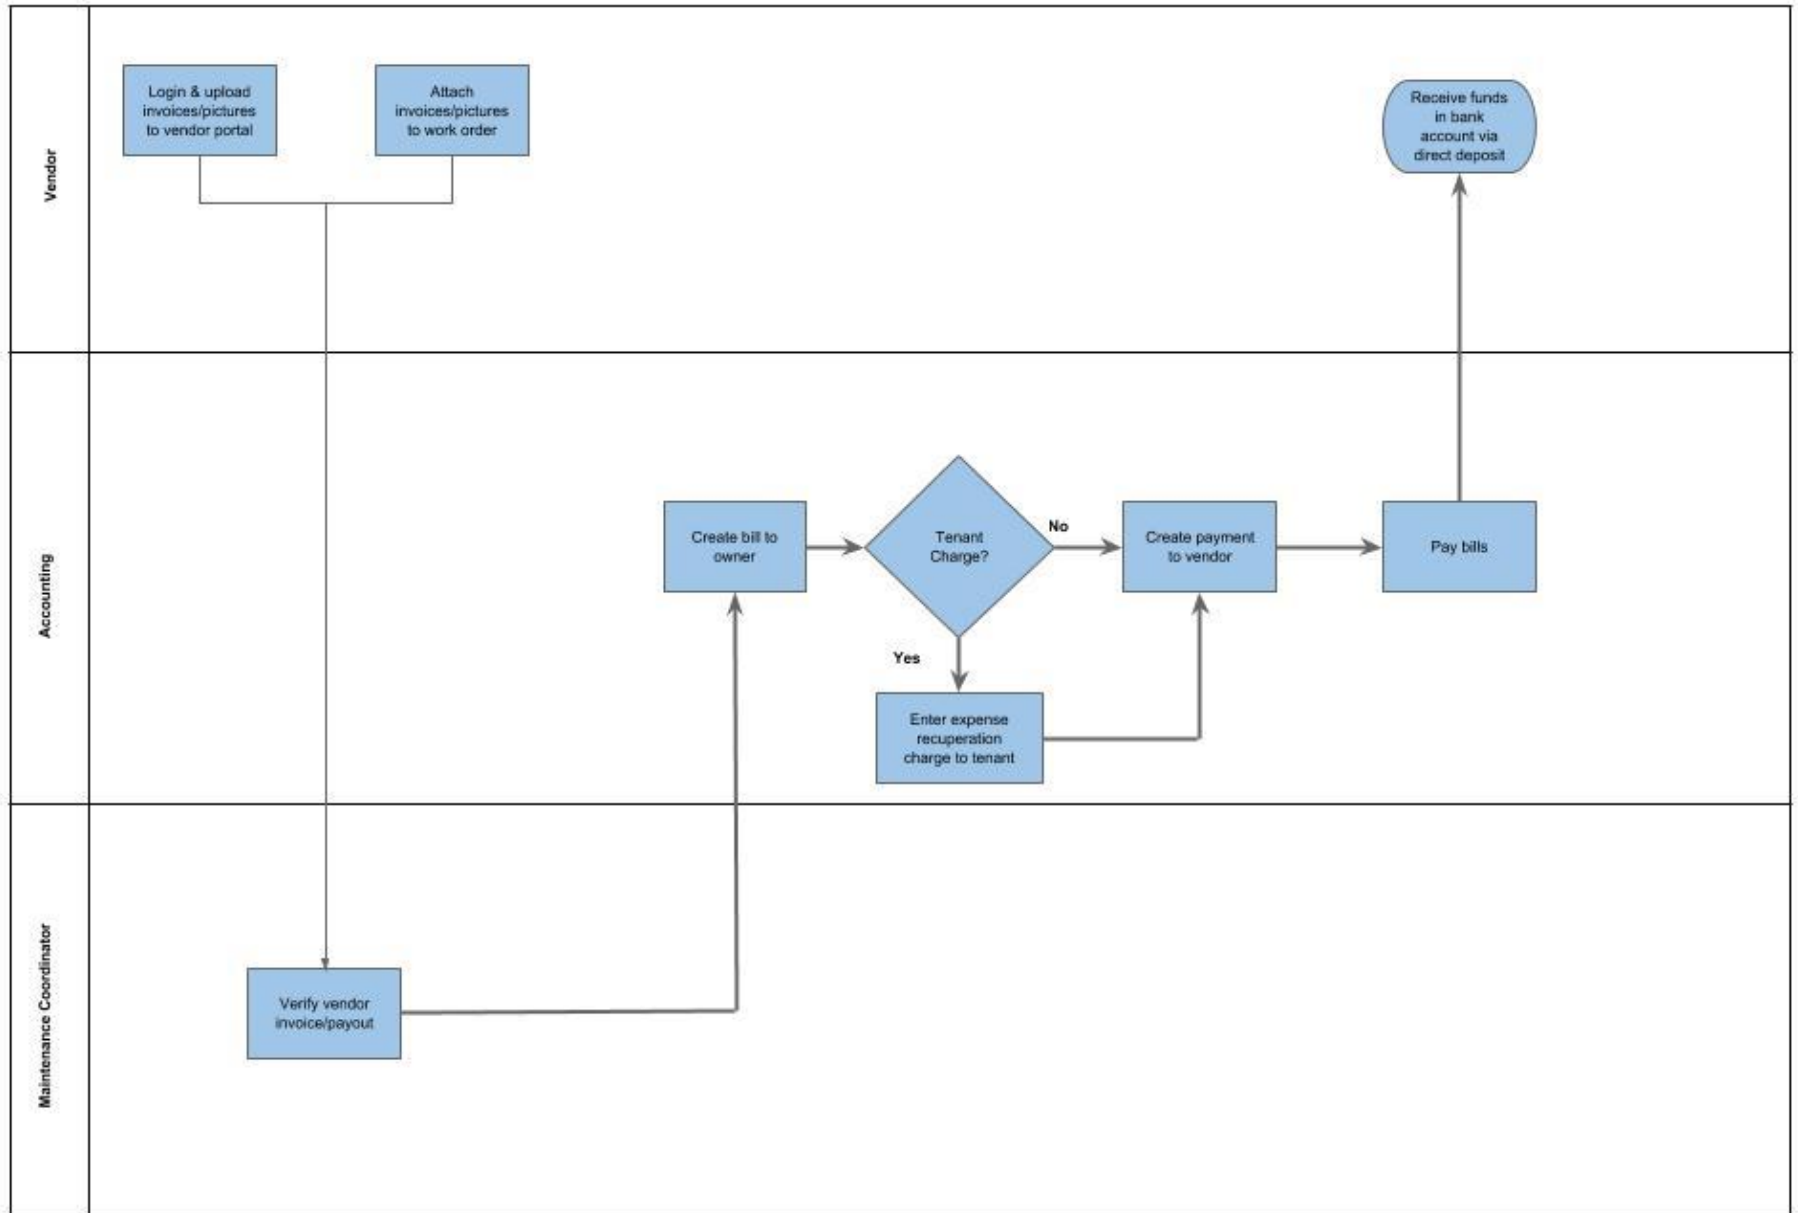 Vendor
Login & upload
invoices/pictures
to vendor portal
Attach
invoices/pictures
to work order
Receive funds
in bank
account via
direct deposit
Accounting
Create bill to
owner
Tenant
Charge?
No
Create payment
to vendor
Pay bills
Yes
Enter expense
recuperation
charge to tenant
Maintenance Coordinator
Verify vendor
invoice/payout